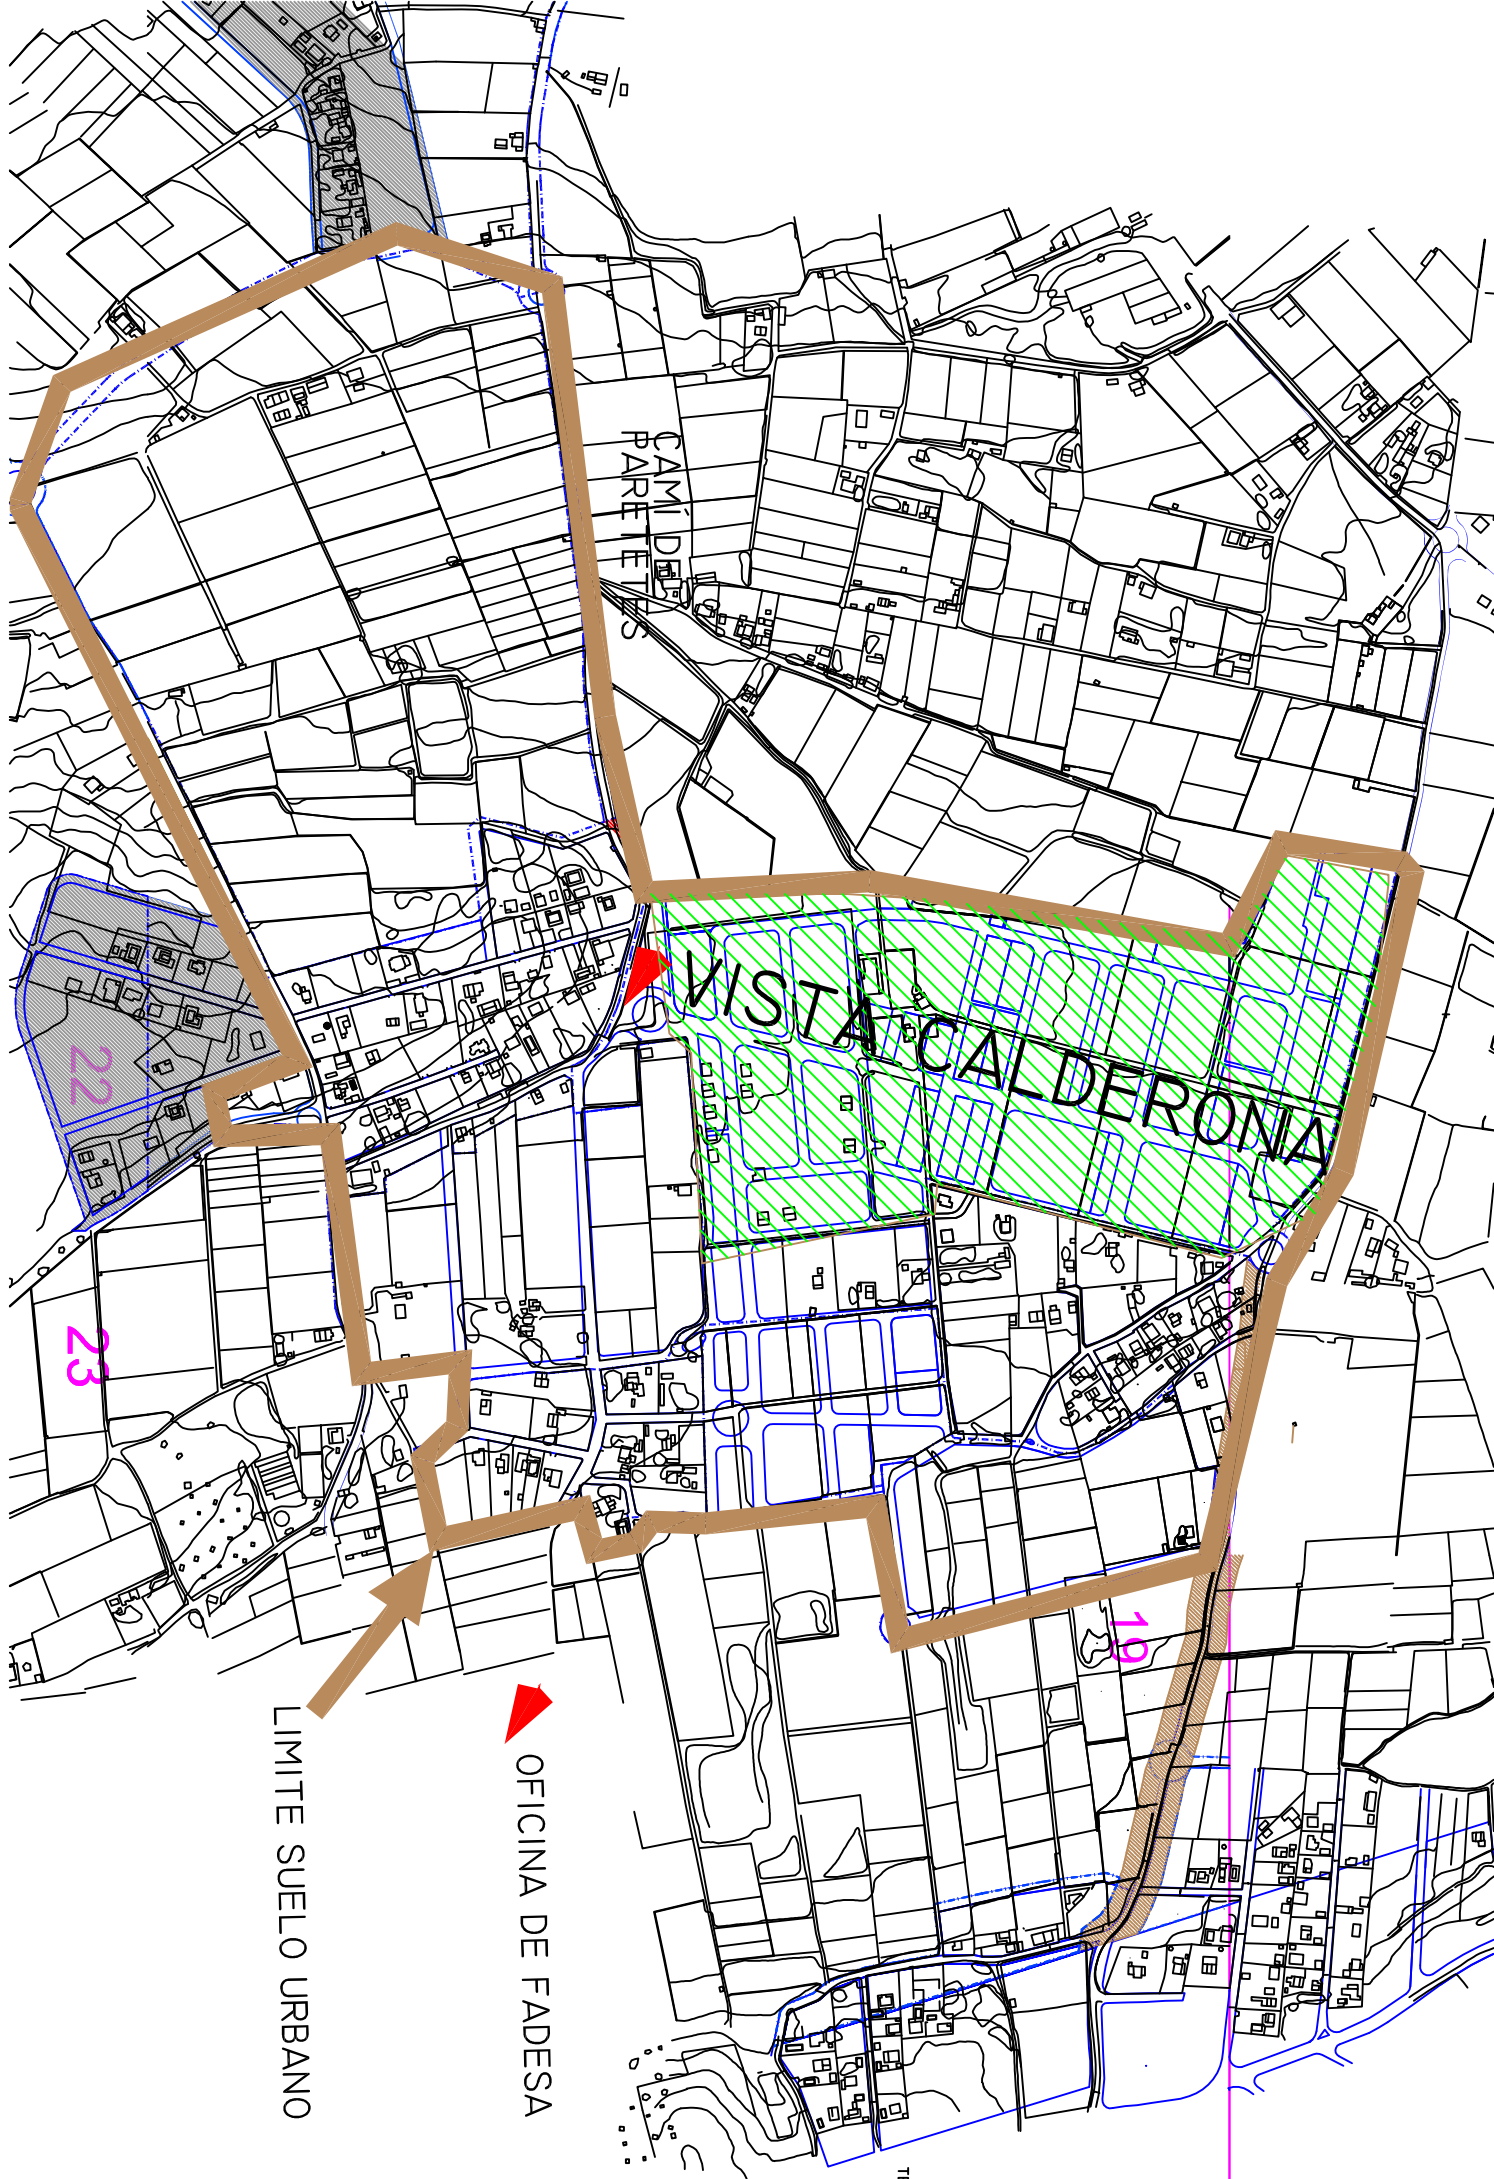 CAMÍ DE
PARETETES
VISTA CALDERONA
22
23
19
OFICINA DE FADESA
LIMITE SUELO URBANO